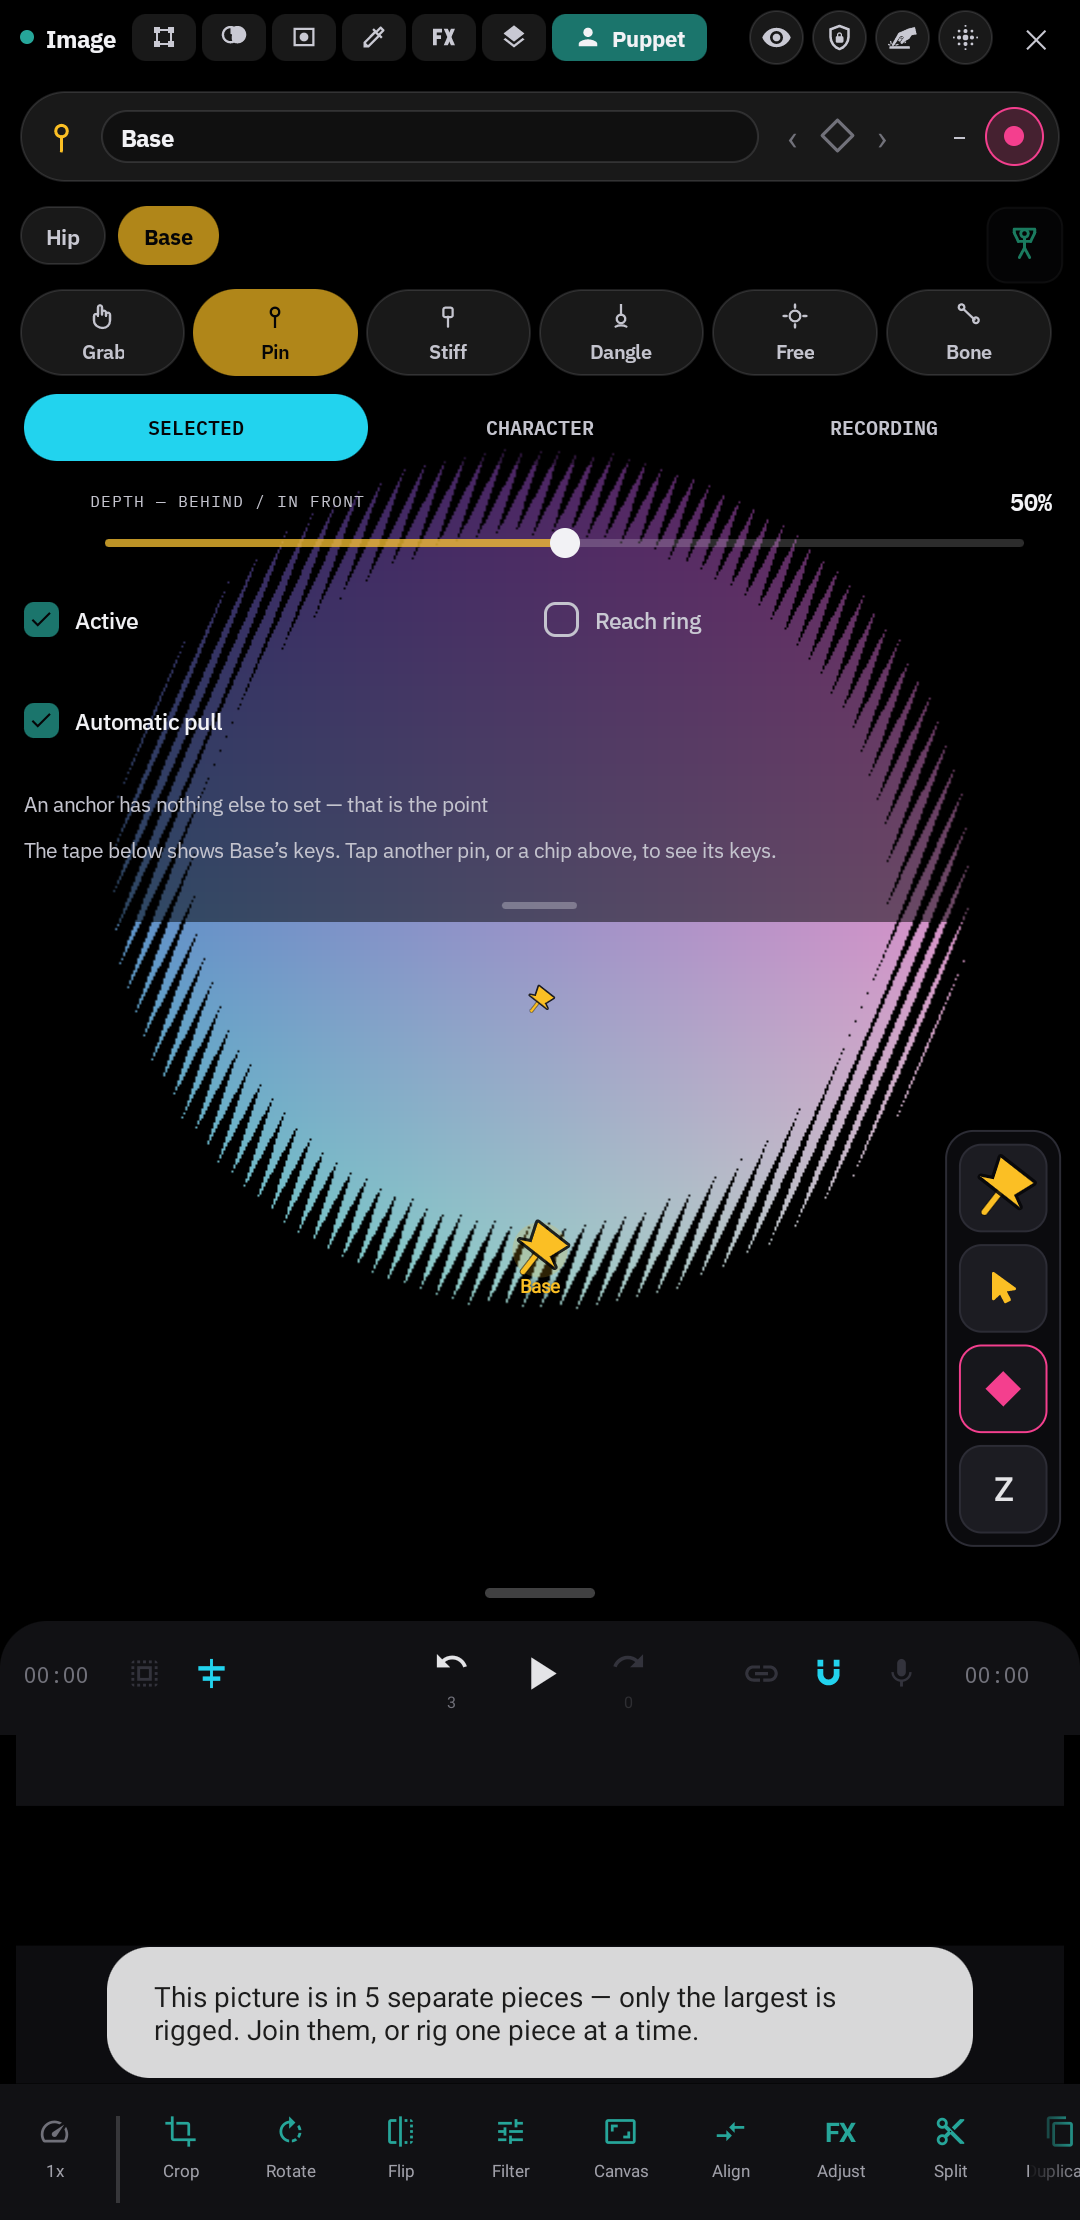 Image
FX
Puppet
Base
Hip
Base
Grab
Pin
Stiff
Dangle
Free
Bone
SELECTED
CHARACTER
RECORDING
DEPTH — BEHIND / IN FRONT
50%
Active
Reach ring
Automatic pull
An anchor has nothing else to set — that is the point
The tape below shows Base’s keys. Tap another pin, or a chip above, to see its keys.
Base
Z
00:00
3
0
00:00
This picture is in 5 separate pieces — only the largest is
rigged. Join them, or rig one piece at a time.
FX
1x
Crop
Rotate
Flip
Filter
Canvas
Align
Adjust
Split
Duplica